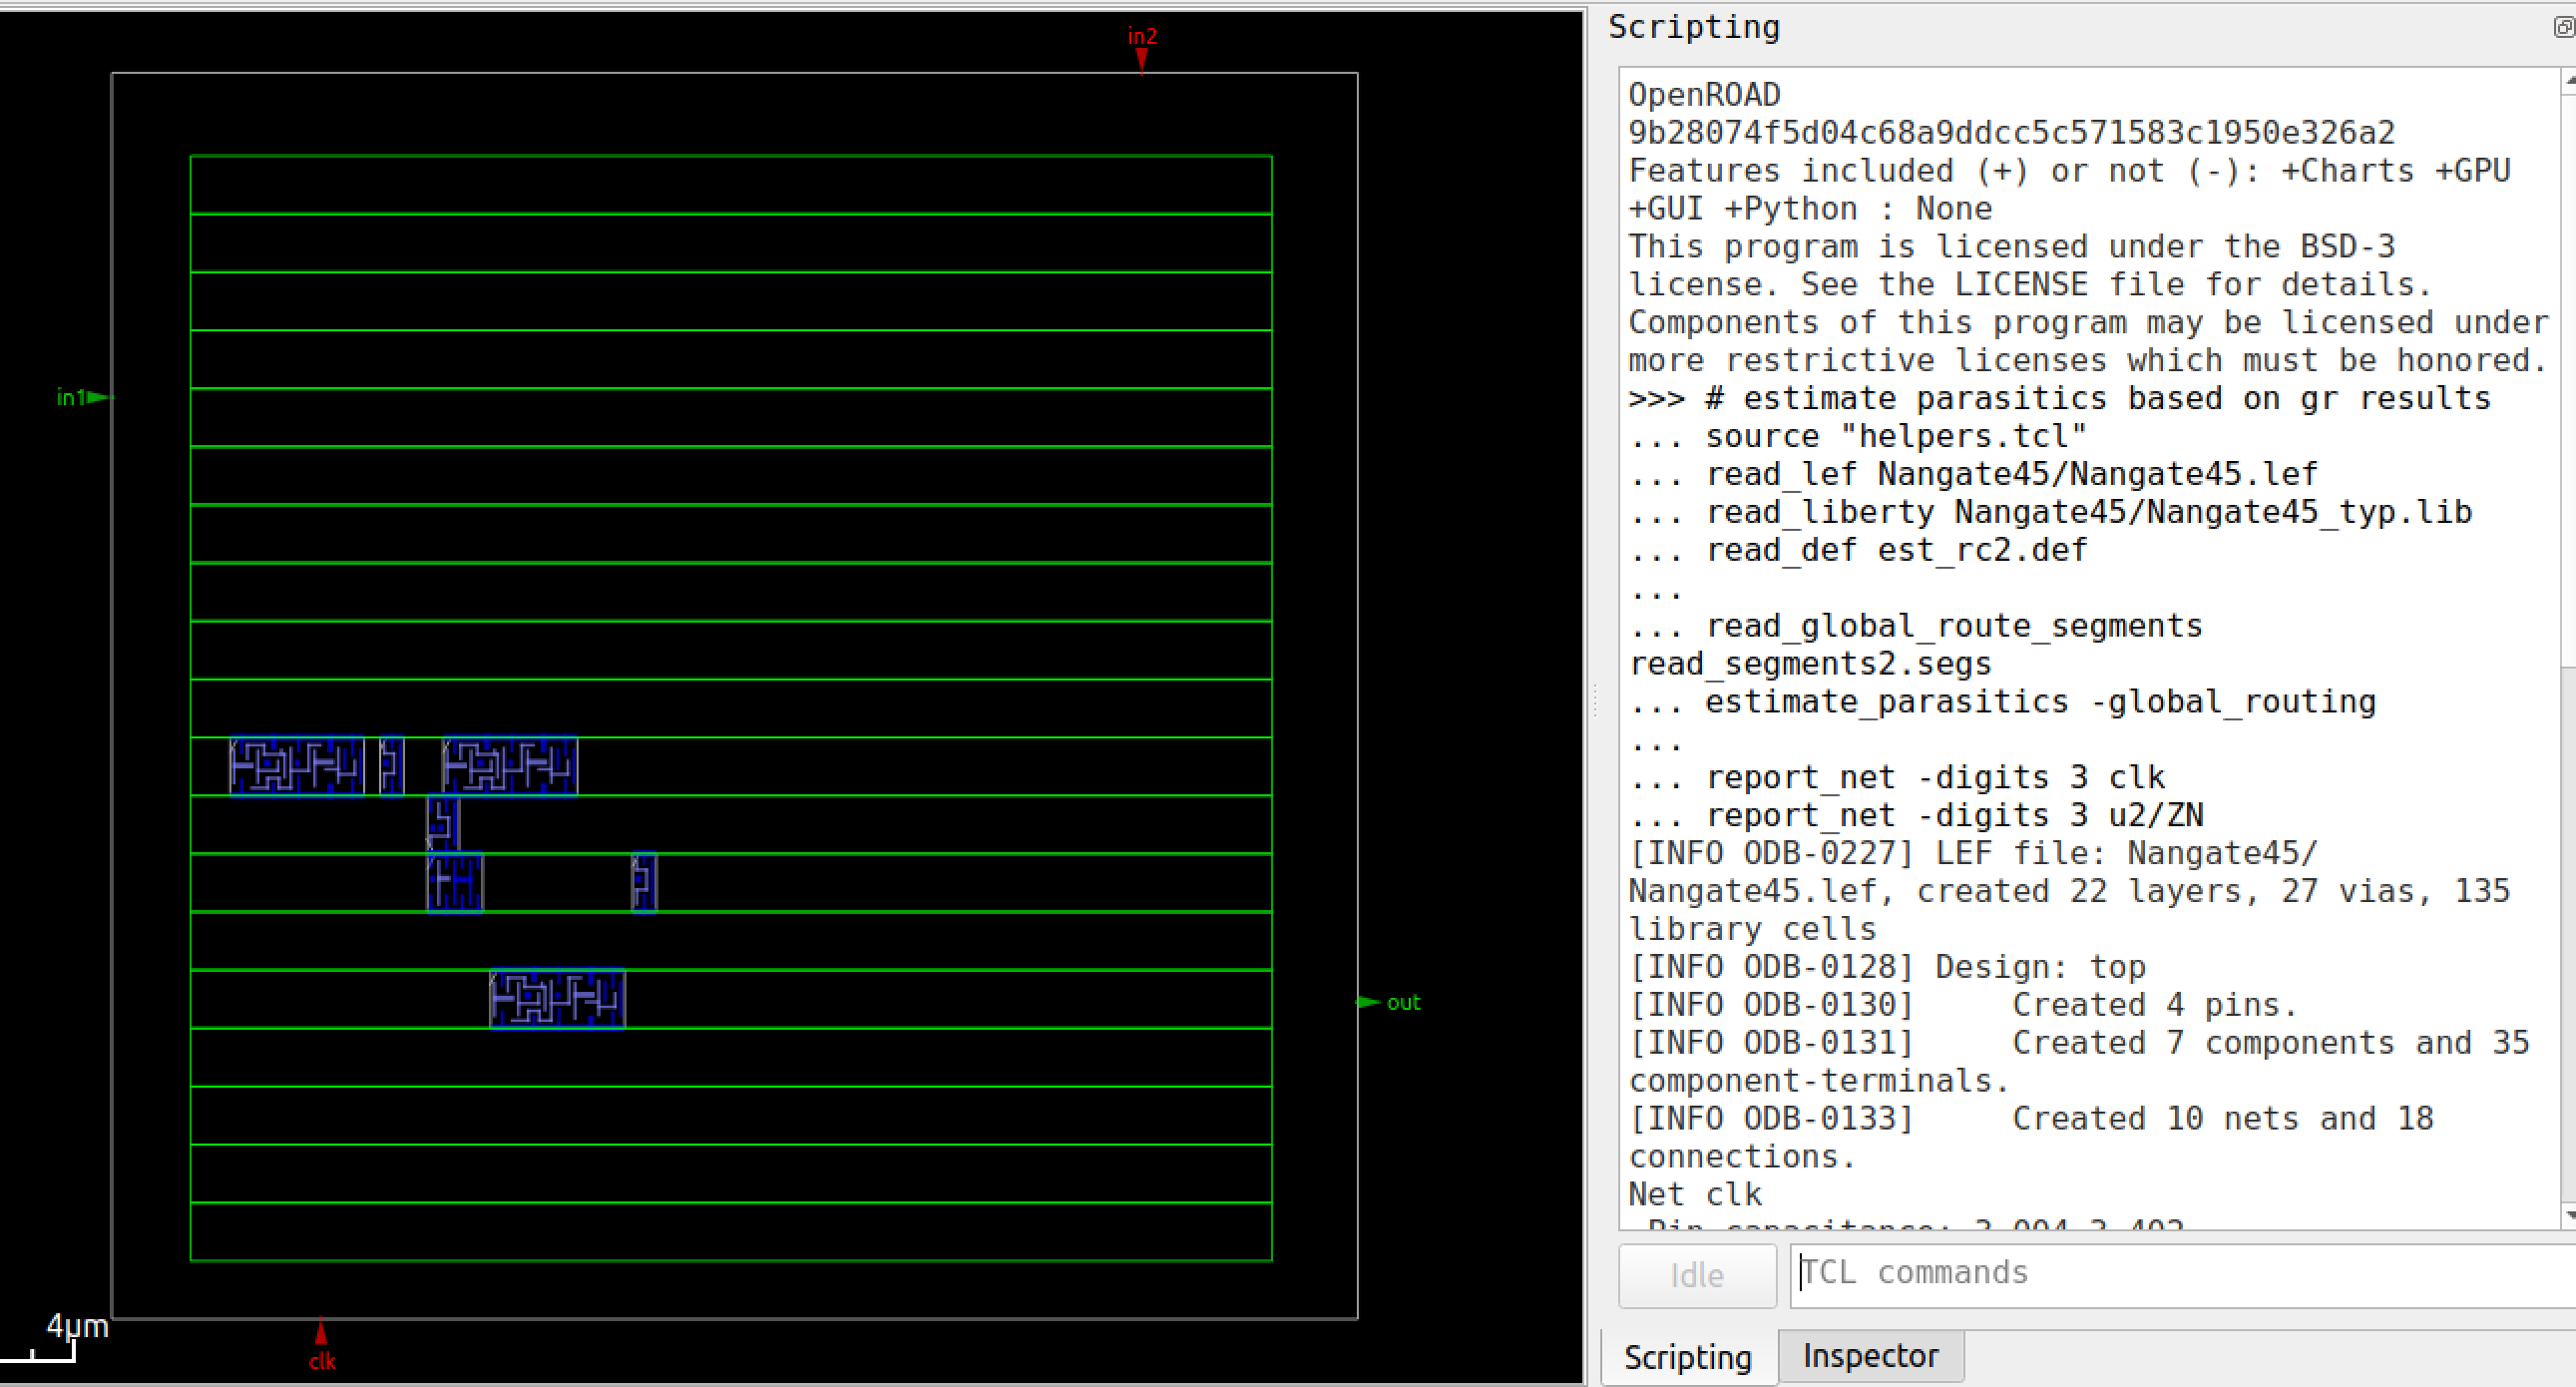 in2
in1
out
4μm
clk
Scripting
OpenROAD
9b28074f5d04c68a9ddcc5c571583c1950e326a2
Features included (+) or not (-): +Charts +GPU
+GUI +Python : None
This program is licensed under the BSD-3
license. See the LICENSE file for details.
Components of this program may be licensed under
more restrictive licenses which must be honored.
>>> # estimate parasitics based on gr results
... source "helpers.tcl"
... read_lef Nangate45/Nangate45.lef
... read_liberty Nangate45/Nangate45_typ.lib
... read_def est_rc2.def
...
... read_global_route_segments
read_segments2.segs
... estimate_parasitics -global_routing
...
... report_net -digits 3 clk
... report_net -digits 3 u2/ZN
[INFO ODB-0227] LEF file: Nangate45/
Nangate45.lef, created 22 layers, 27 vias, 135
library cells
[INFO ODB-0128] Design: top
[INFO ODB-0130]     Created 4 pins.
[INFO ODB-0131]     Created 7 components and 35
component-terminals.
[INFO ODB-0133]     Created 10 nets and 18
connections.
Net clk
Pin capacitance: 3.004-3.402
Idle
TCL commands
Scripting
Inspector